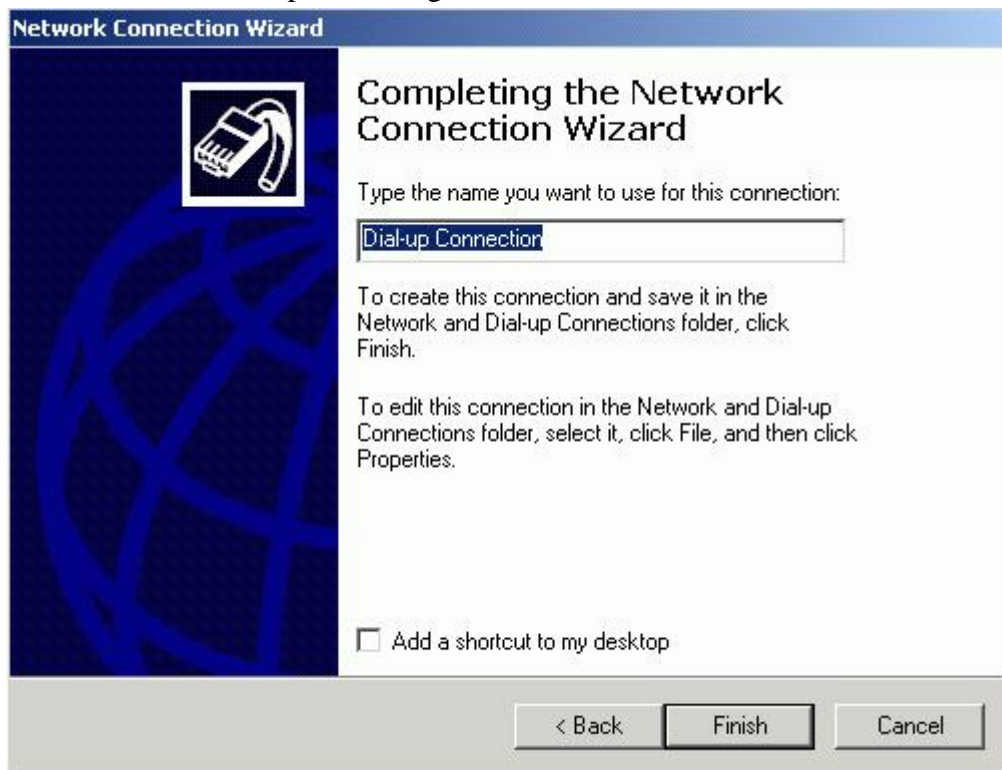 Network Connection Wizard
Completing the Network
Connection Wizard
Type the name you want to use for this connection:
Dial-up Connection
To create this connection and save it in the
Network and Dial-up Connections folder, click
Finish.
To edit this connection in the Network and Dial-up
Connections folder, select it, click File, and then click
Properties.
Add a shortcut to my desktop
< Back
Finish
Cancel